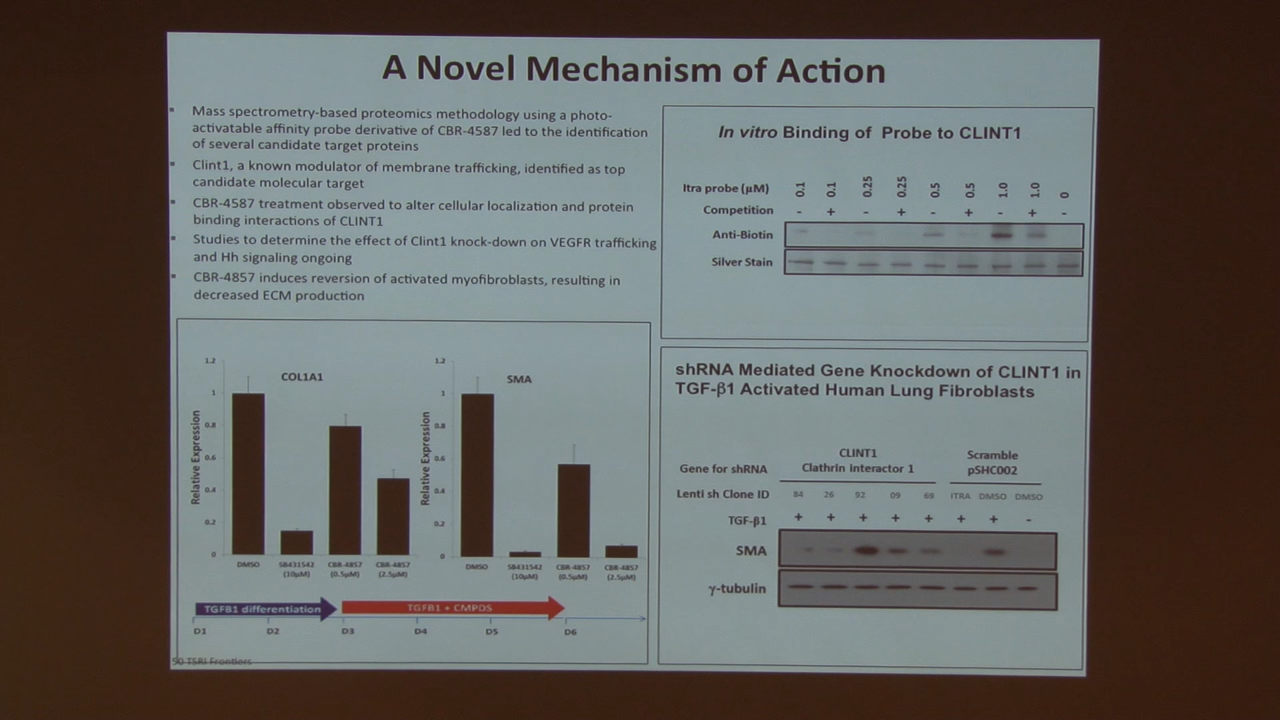 A Novel Mechanism of Action
Mass spectrometry-based proteomics methodology using a photo-
activatable affinity probe derivative of CBR-4587 led to the identification
of several candidate target proteins
Clint1, a known modulator of membrane trafficking, identified as top
candidate molecular target
CBR-4587 treatment observed to alter cellular localization and protein
binding interactions of CLINT1
Studies to determine the effect of Clint1 knock-down on VEGFR trafficking
and Hh signaling ongoing
CBR-4857 induces reversion of activated myofibroblasts, resulting in
decreased ECM production
In vitro Binding of Probe to CLINT1
Itra probe (μM) 0.1 0.1 0.25 0.25 0.5 0.5 1.0 1.0 0
Competition - + - + - + - + -
Anti-Biotin
Silver Stain
COL1A1
Relative Expression
1.2
1
0.8
0.6
0.4
0.2
0
DMSO SB431542 CBR-4857 CBR-4857
(10μM) (0.5μM) (2.5μM)
SMA
Relative Expression
1.2
1
0.8
0.6
0.4
0.2
0
DMSO SB431542 CBR-4857 CBR-4857
(10μM) (0.5μM) (2.5μM)
TGFB1 differentiation TGFB1 + CMPDS
D1 D2 D3 D4 D5 D6
shRNA Mediated Gene Knockdown of CLINT1 in
TGF-β1 Activated Human Lung Fibroblasts
CLINT1 Scramble
Gene for shRNA Clathrin interactor 1 pSHC002
Lenti sh Clone ID 84 26 92 09 69 ITRA DMSO DMSO
TGF-β1 + + + + + + + -
SMA
γ-tubulin
50 TSRI Frontiers